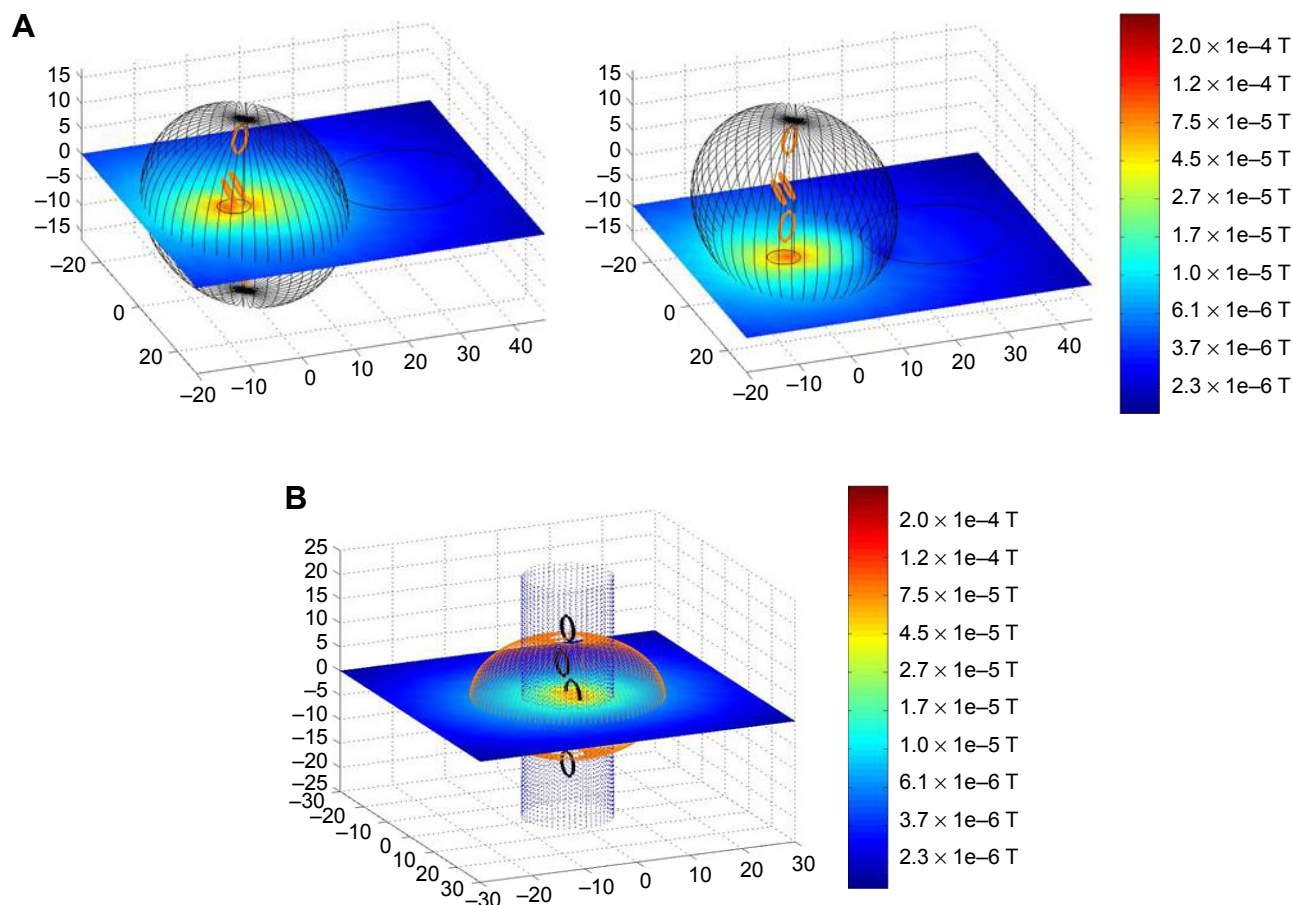 A
15
10
5
0
–5
–10
–15
–20
0
20
–20
–10
0
10
20
30
40
15
10
5
0
–5
–10
–15
–20
0
20
–20
–10
0
10
20
30
40
2.0 × 1e–4 T
1.2 × 1e–4 T
7.5 × 1e–5 T
4.5 × 1e–5 T
2.7 × 1e–5 T
1.7 × 1e–5 T
1.0 × 1e–5 T
6.1 × 1e–6 T
3.7 × 1e–6 T
2.3 × 1e–6 T
B
25
20
15
10
5
0
–5
–10
–15
–20
–25
–30
–20
–10
0
10
20
30
–30
–20
–10
0
10
20
30
2.0 × 1e–4 T
1.2 × 1e–4 T
7.5 × 1e–5 T
4.5 × 1e–5 T
2.7 × 1e–5 T
1.7 × 1e–5 T
1.0 × 1e–5 T
6.1 × 1e–6 T
3.7 × 1e–6 T
2.3 × 1e–6 T